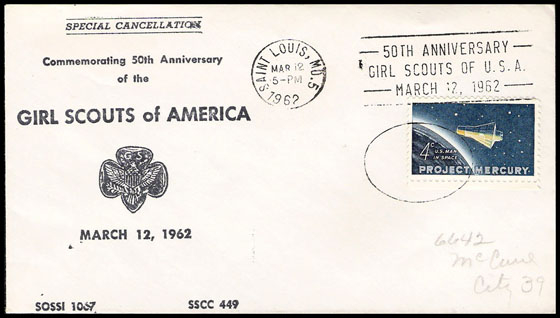 SPECIAL CANCELLATION
Commemorating 50th Anniversary
of the
GIRL SCOUTS of AMERICA
GS
MARCH 12, 1962
SOSSI 1067
SSCC 449
SAINT LOUIS, MO. 5
MAR 12
5-PM
1962
50TH ANNIVERSARY
GIRL SCOUTS OF U.S.A.
MARCH 12, 1962
4¢
U.S. MAN
IN SPACE
PROJECT MERCURY
6642
McCune
City 39